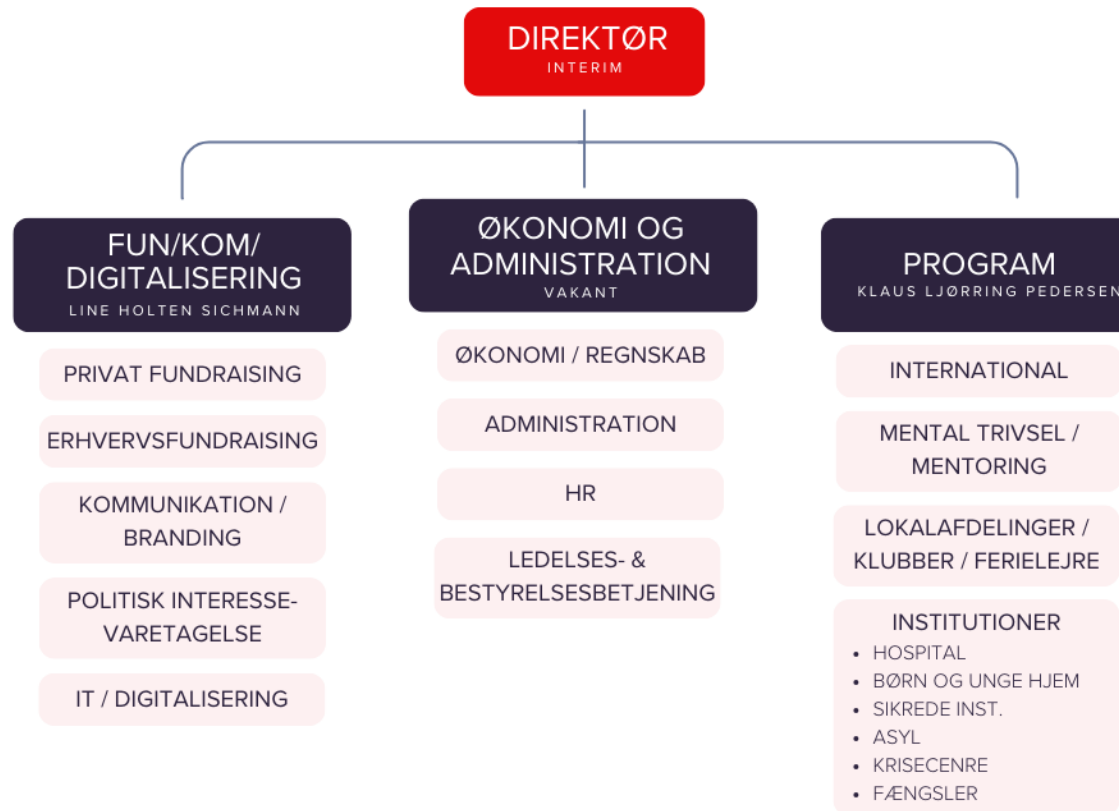 DIREKTØR
INTERIM
FUN/KOM/
DIGITALISERING
LINE HOLTEN SICHMANN
PRIVAT FUNDRAISING
ERHVERVSFUNDRAISING
KOMMUNIKATION /
BRANDING
POLITISK INTERESSE-
VARETAGELSE
IT / DIGITALISERING
ØKONOMI OG
ADMINISTRATION
VAKANT
ØKONOMI / REGNSKAB
ADMINISTRATION
HR
LEDELSES- &
BESTYRELSESBETJENING
PROGRAM
KLAUS LJØRRING PEDERSEN
INTERNATIONAL
MENTAL TRIVSEL /
MENTORING
LOKALAFDELINGER /
KLUBBER / FERIELEJRE
INSTITUTIONER
• HOSPITAL
• BØRN OG UNGE HJEM
• SIKREDE INST.
• ASYL
• KRISECENRE
• FÆNGSLER